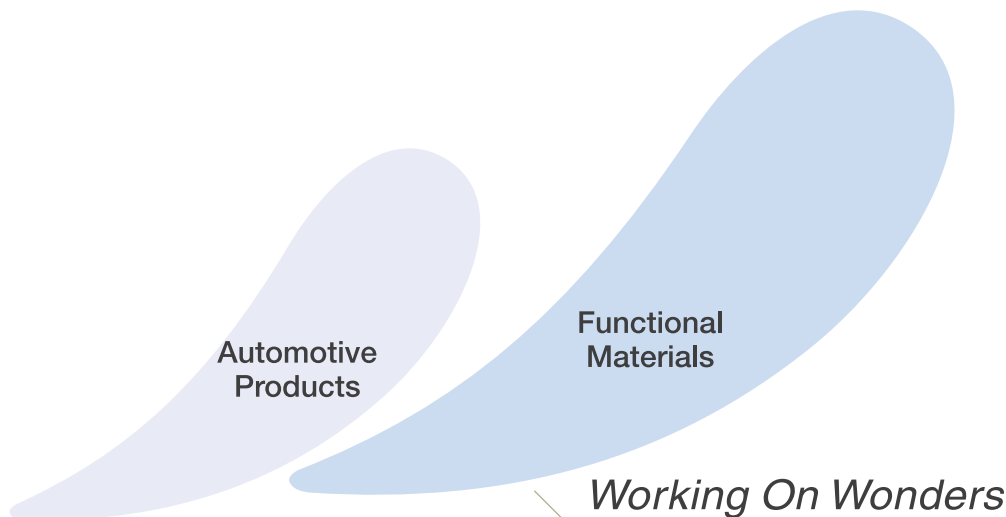 Automotive
Products
Functional
Materials
Working On Wonders